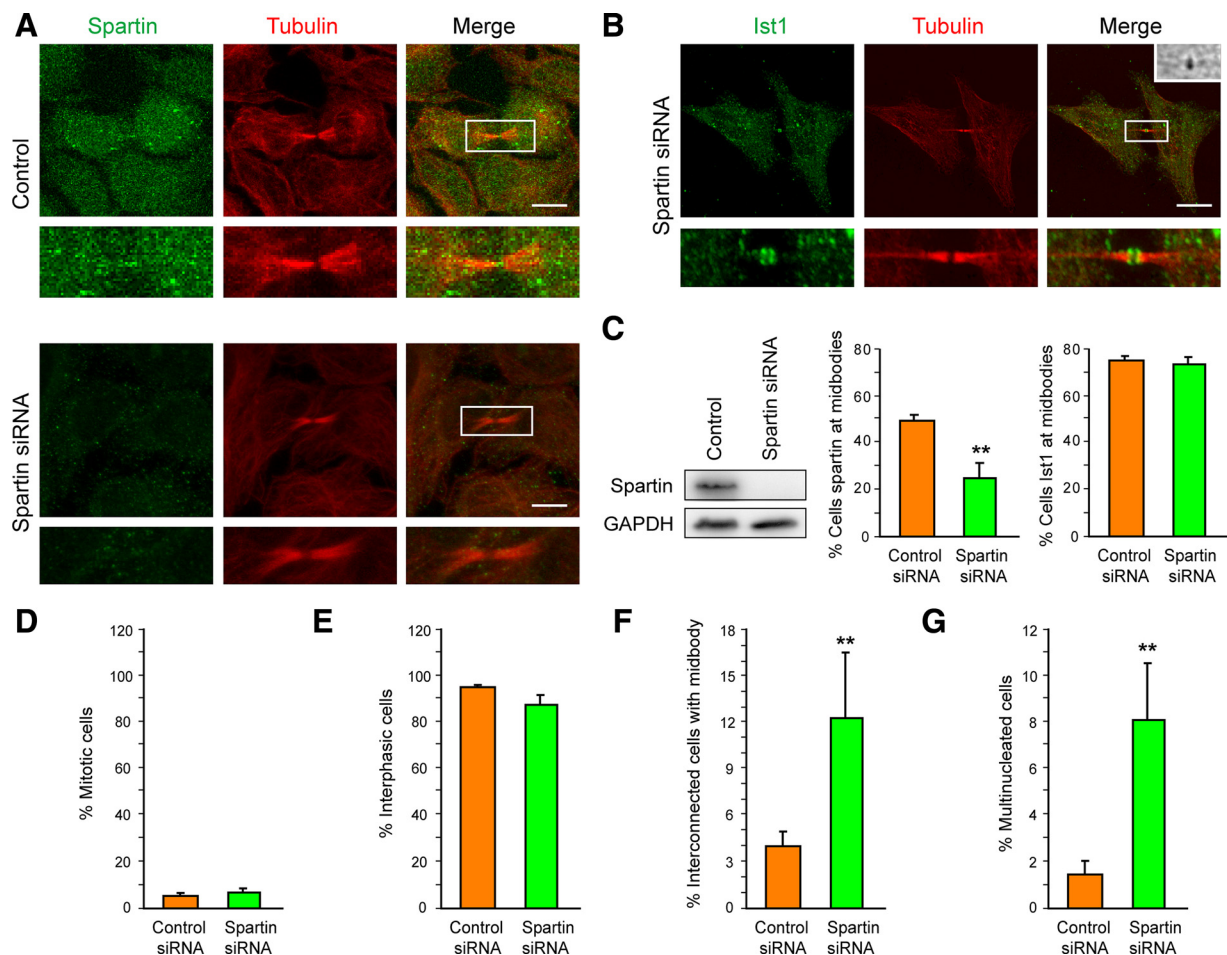 A
Spartin
Tubulin
Merge
Control
Spartin siRNA
B
Ist1
Tubulin
Merge
Spartin siRNA
C
Control
Spartin siRNA
Spartin
GAPDH
% Cells spartin at midbodies
80
60
40
20
0
**
Control
siRNA
Spartin
siRNA
% Cells Ist1 at midbodies
80
60
40
20
0
Control
siRNA
Spartin
siRNA
D
% Mitotic cells
120
100
80
60
40
20
0
Control
siRNA
Spartin
siRNA
E
% Interphasic cells
120
100
80
60
40
20
0
Control
siRNA
Spartin
siRNA
F
% Interconnected cells with midbody
18
15
12
9
6
3
0
**
Control
siRNA
Spartin
siRNA
G
% Multinucleated cells
12
10
8
6
4
2
0
**
Control
siRNA
Spartin
siRNA